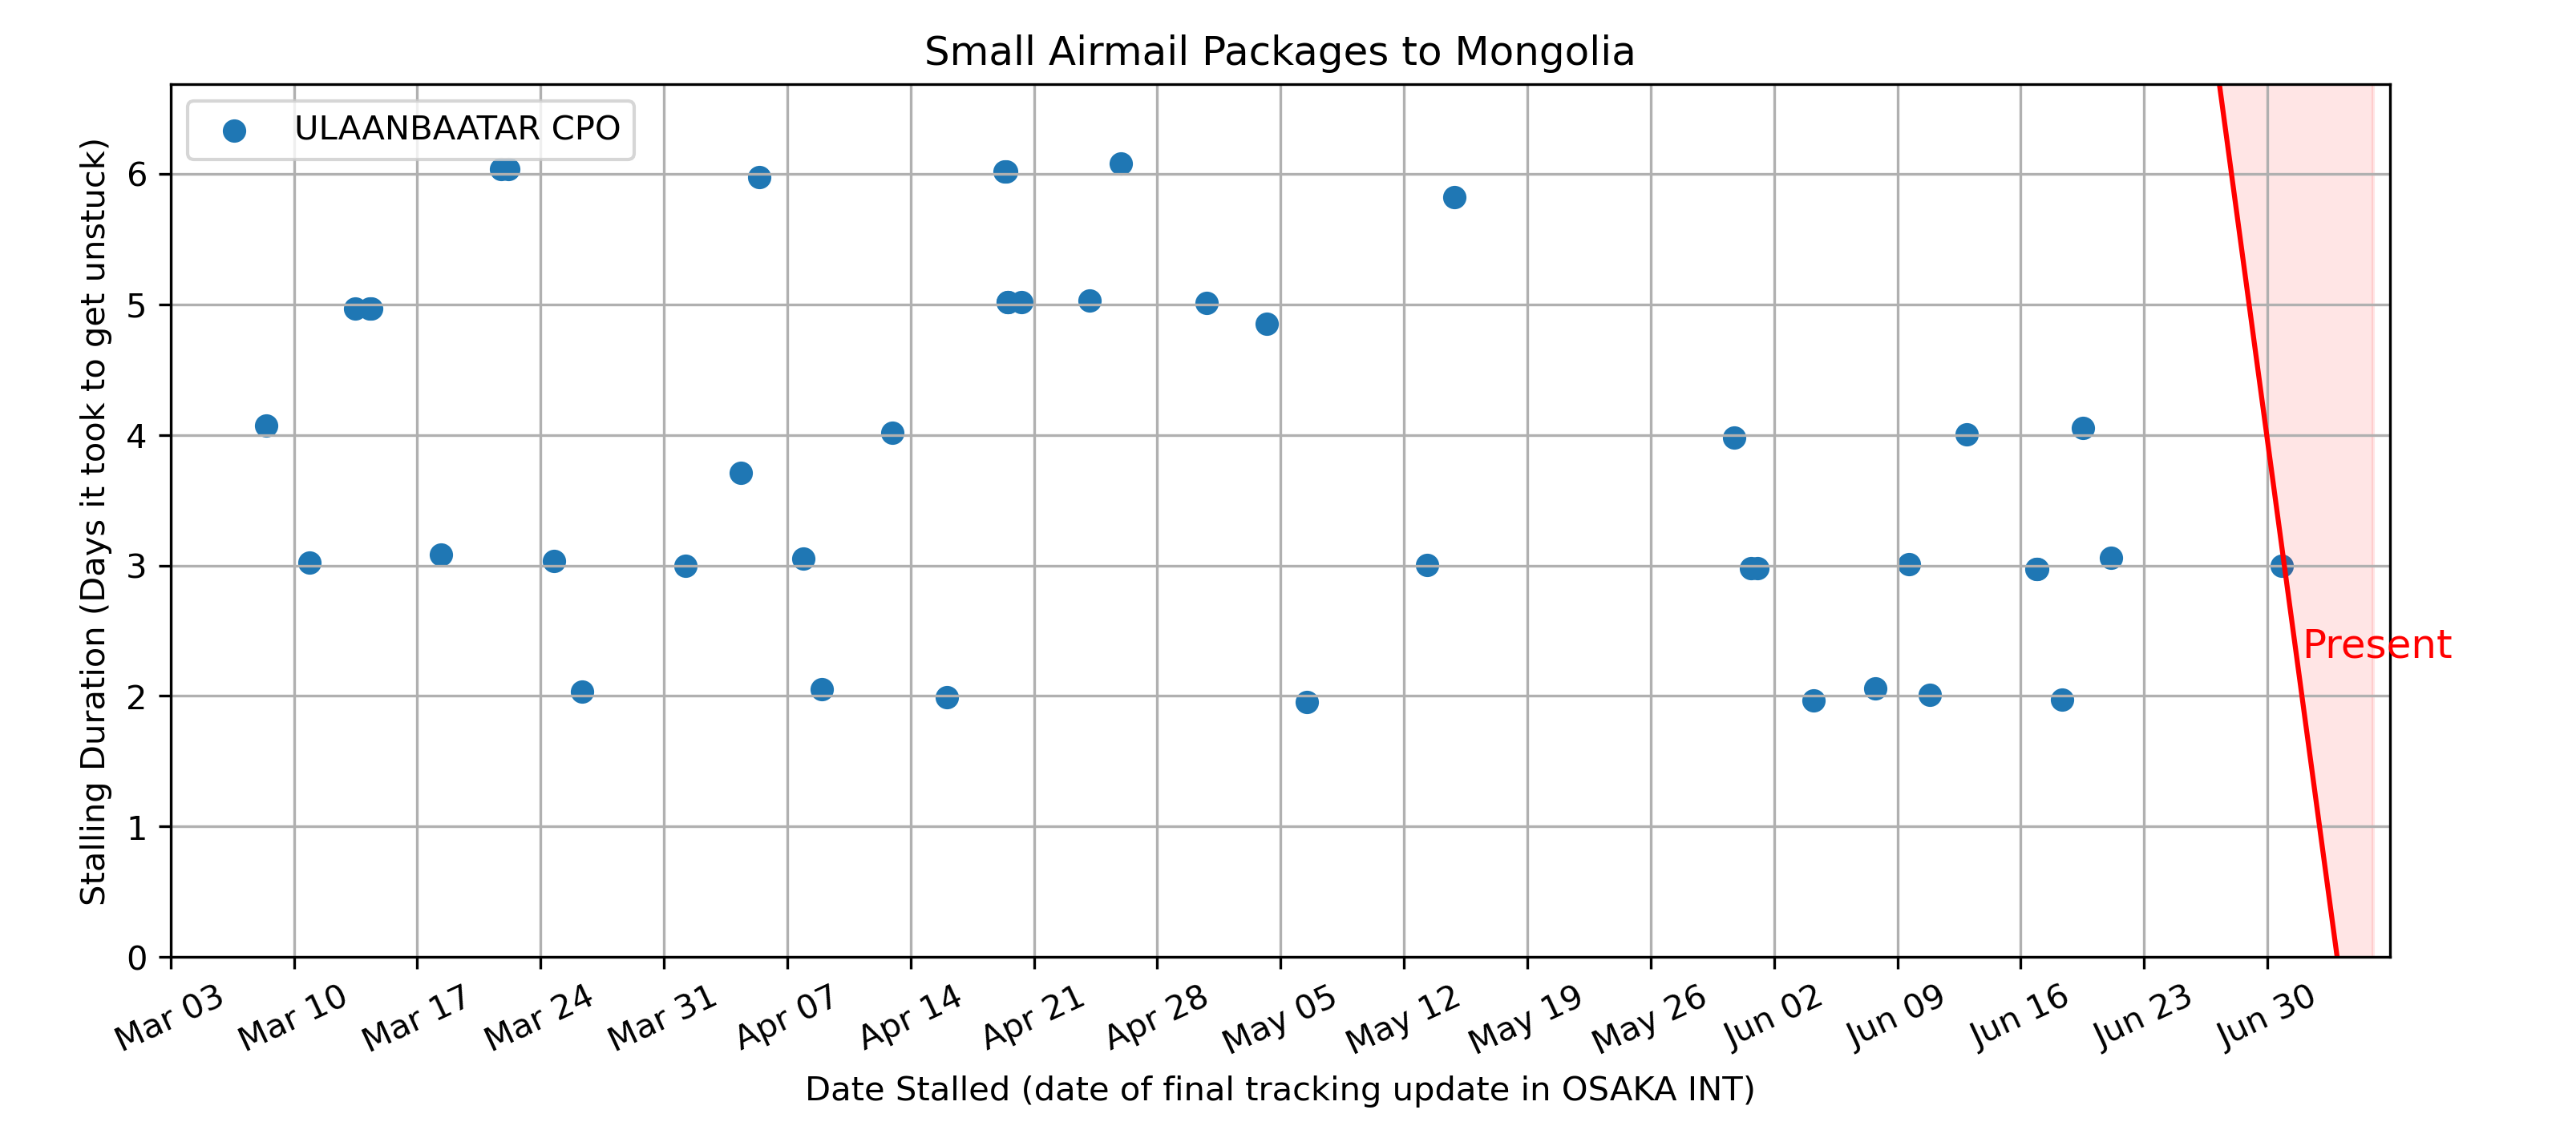 Small Airmail Packages to Mongolia
ULAANBAATAR CPO
Stalling Duration (Days it took to get unstuck)
6
5
4
3
2
1
0
Present
Mar 03
Mar 10
Mar 17
Mar 24
Mar 31
Apr 07
Apr 14
Apr 21
Apr 28
May 05
May 12
May 19
May 26
Jun 02
Jun 09
Jun 16
Jun 23
Jun 30
Date Stalled (date of final tracking update in OSAKA INT)